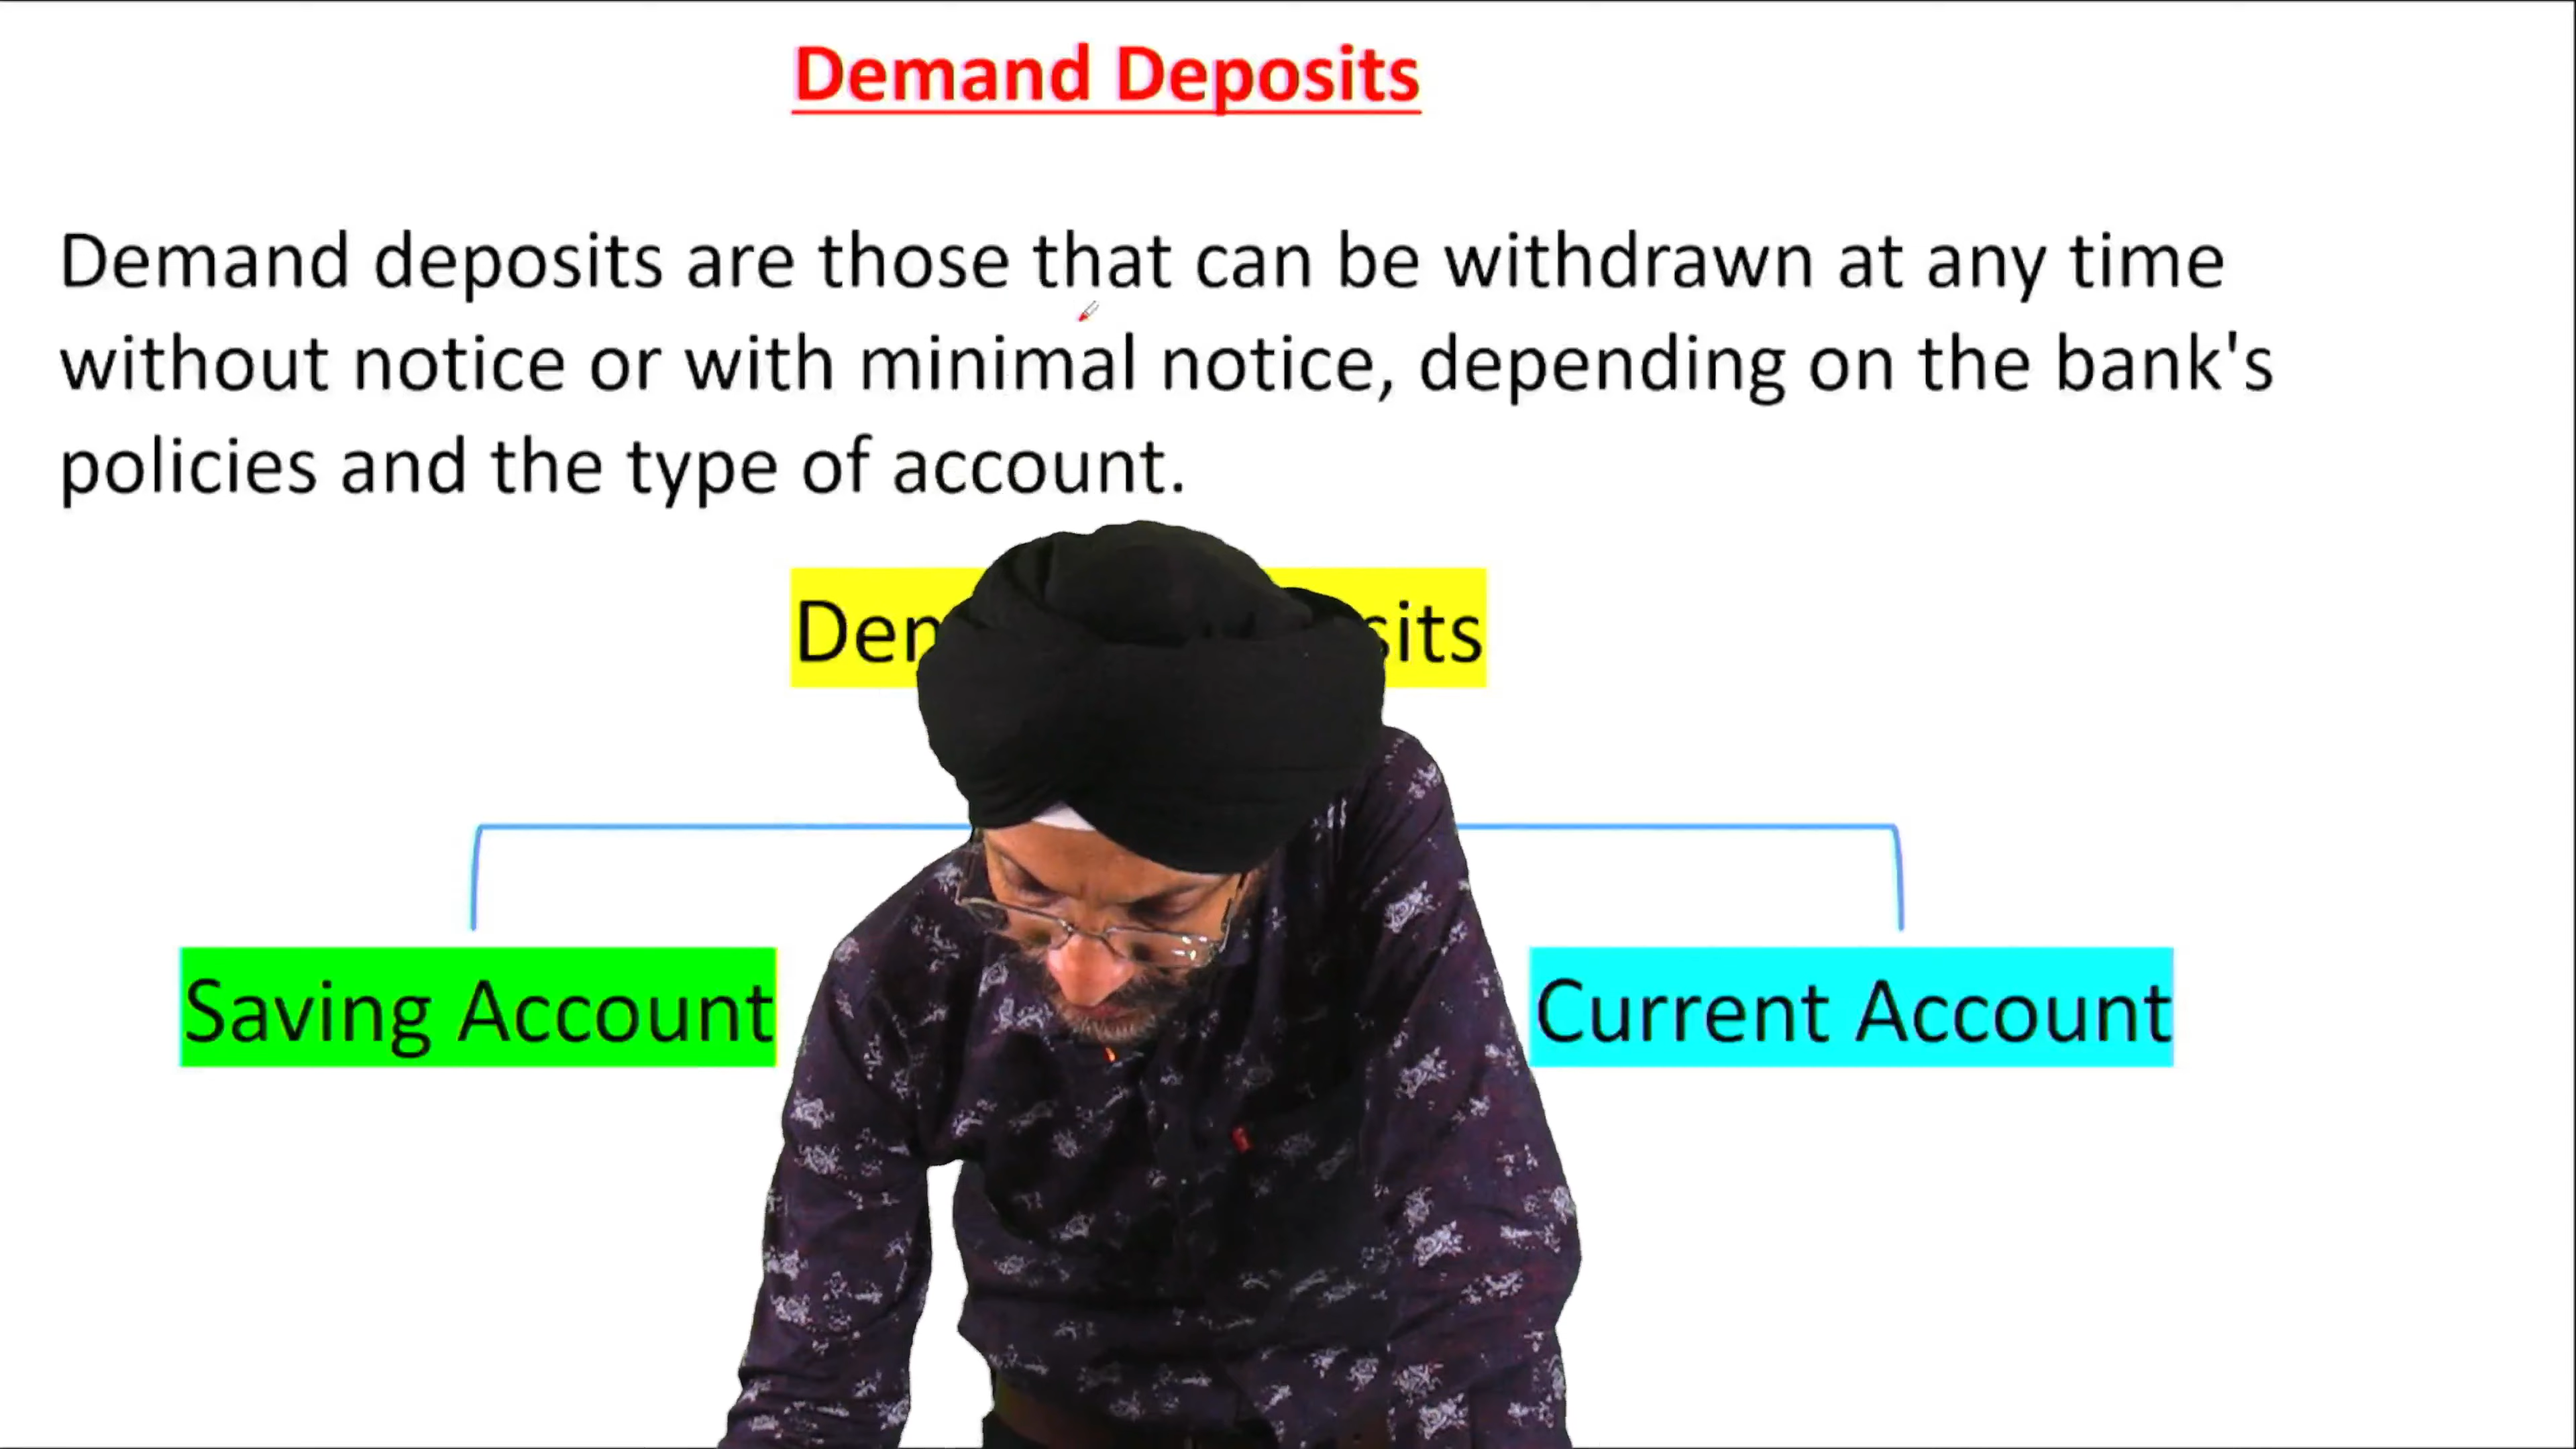 Demand Deposits
Demand deposits are those that can be withdrawn at any time
without notice or with minimal notice, depending on the bank's
policies and the type of account.
Saving Account
Current Account